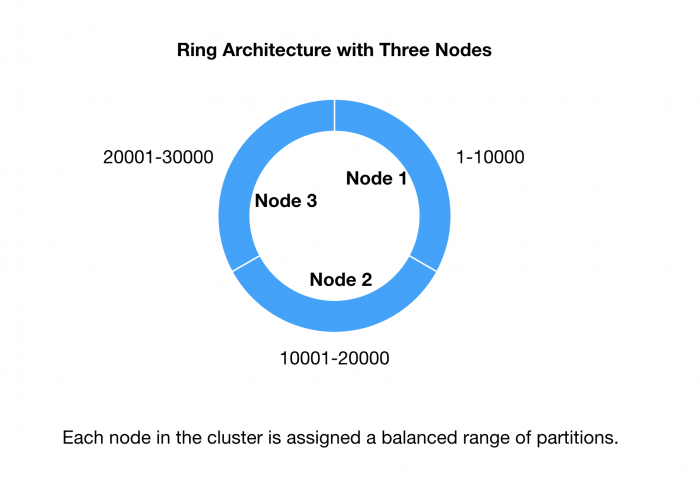 Ring Architecture with Three Nodes
20001-30000
1-10000
Node 1
Node 3
Node 2
10001-20000
Each node in the cluster is assigned a balanced range of partitions.